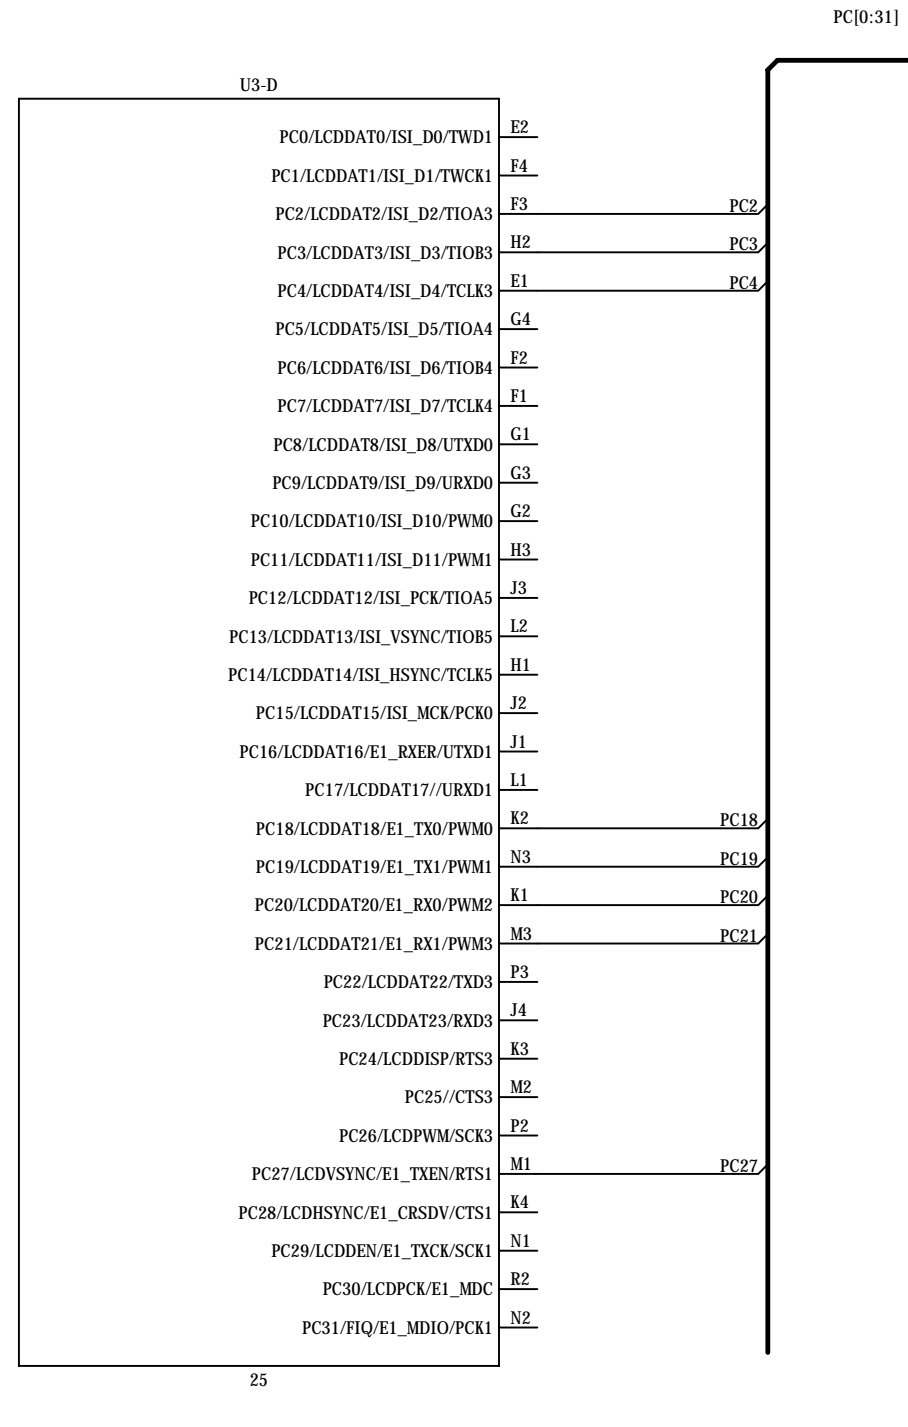 PC[0:31]
U3-D
PC0/LCDDAT0/ISI_D0/TWD1 E2
PC1/LCDDAT1/ISI_D1/TWCK1 F4
PC2/LCDDAT2/ISI_D2/TIOA3 F3 PC2
PC3/LCDDAT3/ISI_D3/TIOB3 H2 PC3
PC4/LCDDAT4/ISI_D4/TCLK3 E1 PC4
PC5/LCDDAT5/ISI_D5/TIOA4 G4
PC6/LCDDAT6/ISI_D6/TIOB4 F2
PC7/LCDDAT7/ISI_D7/TCLK4 F1
PC8/LCDDAT8/ISI_D8/UTXD0 G1
PC9/LCDDAT9/ISI_D9/URXD0 G3
PC10/LCDDAT10/ISI_D10/PWM0 G2
PC11/LCDDAT11/ISI_D11/PWM1 H3
PC12/LCDDAT12/ISI_PCK/TIOA5 J3
PC13/LCDDAT13/ISI_VSYNC/TIOB5 L2
PC14/LCDDAT14/ISI_HSYNC/TCLK5 H1
PC15/LCDDAT15/ISI_MCK/PCK0 J2
PC16/LCDDAT16/E1_RXER/UTXD1 J1
PC17/LCDDAT17//URXD1 L1
PC18/LCDDAT18/E1_TX0/PWM0 K2 PC18
PC19/LCDDAT19/E1_TX1/PWM1 N3 PC19
PC20/LCDDAT20/E1_RX0/PWM2 K1 PC20
PC21/LCDDAT21/E1_RX1/PWM3 M3 PC21
PC22/LCDDAT22/TXD3 P3
PC23/LCDDAT23/RXD3 J4
PC24/LCDDISP/RTS3 K3
PC25//CTS3 M2
PC26/LCDPWM/SCK3 P2
PC27/LCDVSYNC/E1_TXEN/RTS1 M1 PC27
PC28/LCDHSYNC/E1_CRSDV/CTS1 K4
PC29/LCDDEN/E1_TXCK/SCK1 N1
PC30/LCDPCK/E1_MDC R2
PC31/FIQ/E1_MDIO/PCK1 N2
25